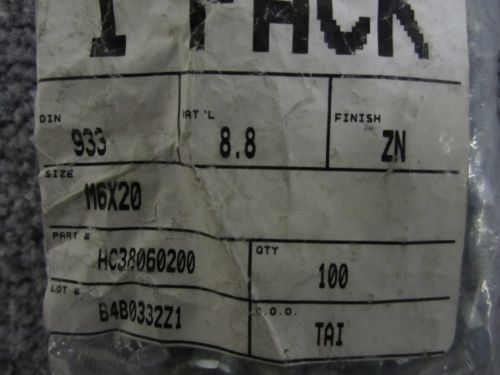 1 PACK
DIN MAT'L FINISH
933 8.8 ZN
SIZE
M6X20
PART # QTY
HC38060200 100
LOT # C.O.O.
B4B0332Z1 TAI